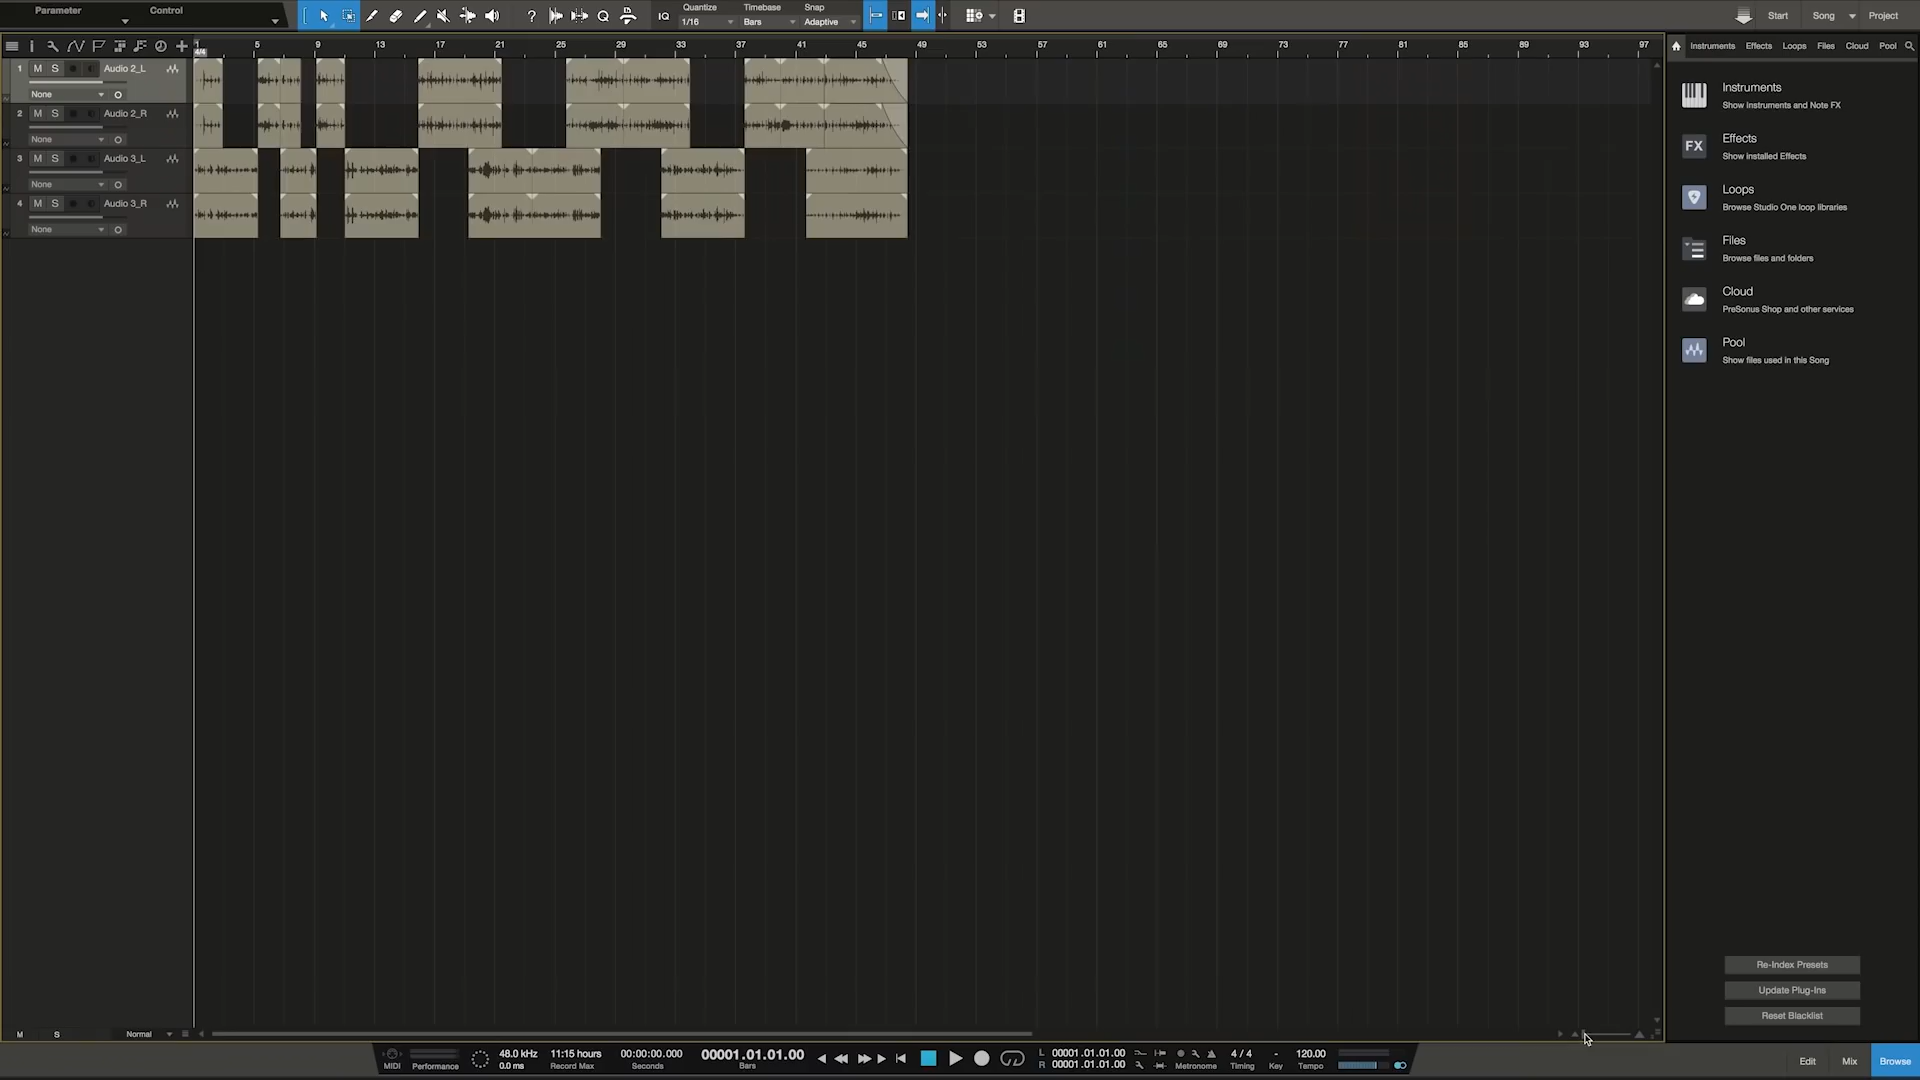 Parameter Control
Quantize Timebase Snap
IQ 1/16 Bars Adaptive
Start Song Project
1 5 9 13 17 21 25 29 33 37 41 45 49 53 57 61 65 69 73 77 81 85 89 93 97
4/4
Instruments Effects Loops Files Cloud Pool
1 M S Audio 2_L
None
2 M S Audio 2_R
None
3 M S Audio 3_L
None
4 M S Audio 3_R
None
Instruments
Show instruments and Note FX
FX
Effects
Show installed Effects
Loops
Browse Studio One loop libraries
Files
Browse files and folders
Cloud
PreSonus Shop and other services
Pool
Show files used in this Song
Re-Index Presets
Update Plug-Ins
Reset Blacklist
M S Normal
MIDI Performance
48.0 kHz
0.0 ms
11:15 hours
Record Max
00:00:00.000
Seconds
00001.01.01.00
Bars
L 00001.01.01.00
R 00001.01.01.00
Metronome
4 / 4
Timing
-
Key
120.00
Tempo
Edit Mix Browse